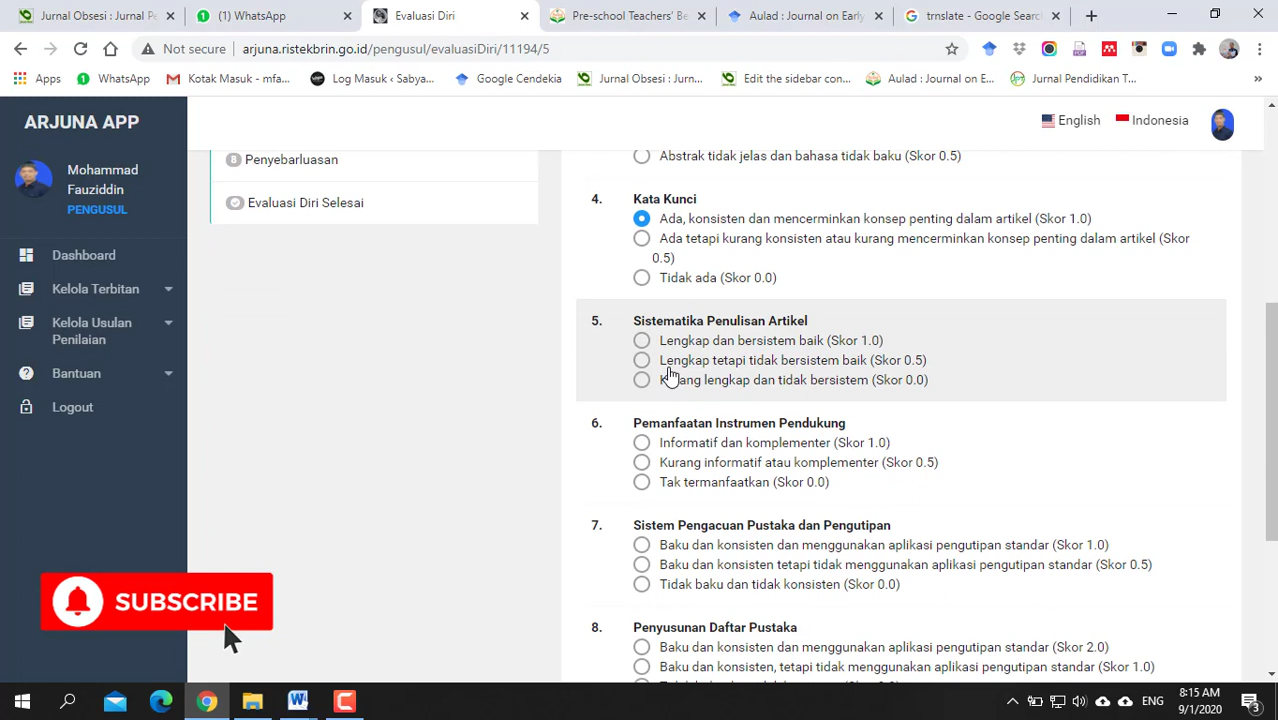 Jurnal Obsesi : Jurnal Pe
(1) WhatsApp
Evaluasi Diri
Pre-school Teachers' Be
Aulad : Journal on Early
trnslate - Google Search
Not secure
arjuna.ristekbrin.go.id/pengusul/evaluasiDiri/11194/5
Apps
WhatsApp
Kotak Masuk - mfa...
Log Masuk ‹ Sabya...
Google Cendekia
Jurnal Obsesi : Jurn...
Edit the sidebar con...
Aulad : Journal on E...
Jurnal Pendidikan T...
ARJUNA APP
English
Indonesia
Mohammad
Fauziddin
PENGUSUL
Dashboard
Kelola Terbitan
Kelola Usulan
Penilaian
Bantuan
Logout
8 Penyebarluasan
Evaluasi Diri Selesai
Abstrak tidak jelas dan bahasa tidak baku (Skor 0.5)
4. Kata Kunci
Ada, konsisten dan mencerminkan konsep penting dalam artikel (Skor 1.0)
Ada tetapi kurang konsisten atau kurang mencerminkan konsep penting dalam artikel (Skor
0.5)
Tidak ada (Skor 0.0)
5. Sistematika Penulisan Artikel
Lengkap dan bersistem baik (Skor 1.0)
Lengkap tetapi tidak bersistem baik (Skor 0.5)
Kurang lengkap dan tidak bersistem (Skor 0.0)
6. Pemanfaatan Instrumen Pendukung
Informatif dan komplementer (Skor 1.0)
Kurang informatif atau komplementer (Skor 0.5)
Tak termanfaatkan (Skor 0.0)
7. Sistem Pengacuan Pustaka dan Pengutipan
Baku dan konsisten dan menggunakan aplikasi pengutipan standar (Skor 1.0)
Baku dan konsisten tetapi tidak menggunakan aplikasi pengutipan standar (Skor 0.5)
Tidak baku dan tidak konsisten (Skor 0.0)
8. Penyusunan Daftar Pustaka
Baku dan konsisten dan menggunakan aplikasi pengutipan standar (Skor 2.0)
Baku dan konsisten, tetapi tidak menggunakan aplikasi pengutipan standar (Skor 1.0)
SUBSCRIBE
ENG
8:15 AM
9/1/2020
3